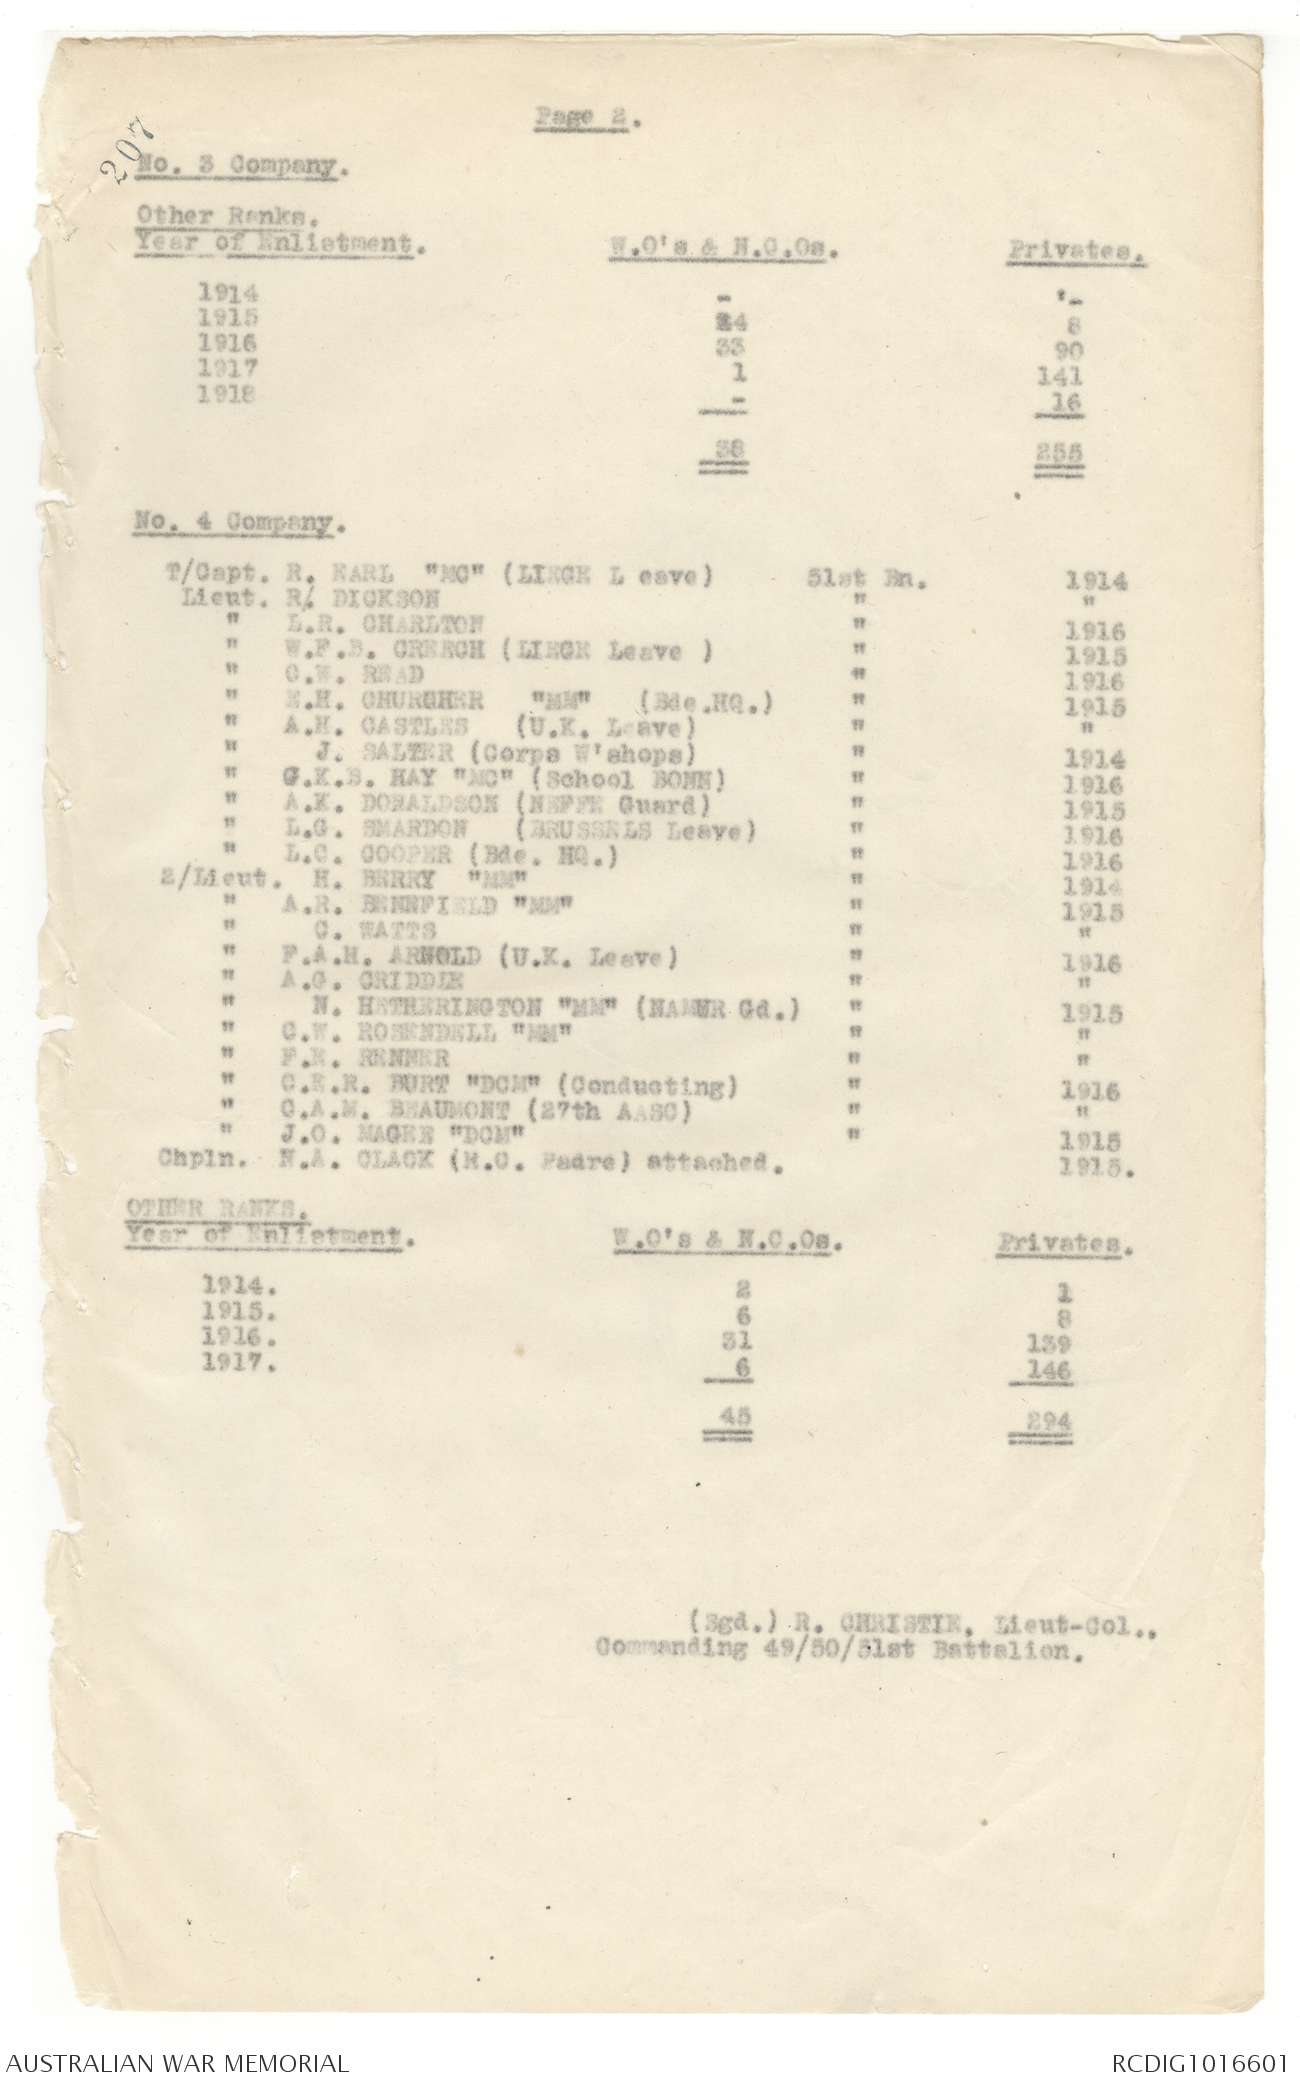 Page 2.
207
No. 3 Company.
Other Ranks.
Year of Enlistment. W.O's & N.C.Os. Privates.
1914 - '-
1915 4 8
1916 33 90
1917 1 141
1918 - 16
38 255
No. 4 Company.
T/Capt. R. EARL "MC" (LIEGE L eave) 51st Bn. 1914
Lieut. R/. DICKSON " "
" L.R. CHARLTON " 1916
" W.F.B. CREECH (LIEGE Leave ) " 1915
" C.W. READ " 1916
" E.H. CHURCHER "MM" (Bde.HQ.) " 1915
" A.H. CASTLES (U.K. Leave) " "
" J. SALTER (Corps W'shops) " 1914
" G.K.B. HAY "MC" (School BONN) " 1916
" A.K. DONALDSON (NEFFE Guard) " 1915
" L.G. SMARDON (BRUSSELS Leave) " 1916
" L.C. COOPER (Bde. HQ.) " 1916
2/Lieut. H. BERRY "MM" " 1914
" A.R. BENEFIELD "MM" " 1915
" C. WATTS " "
" F.A.H. ARNOLD (U.K. Leave) " 1916
" A.G. CRIDDLE " "
" N. HETHERINGTON "MM" (NAMUR Gd.) " 1915
" C.W. ROSENDELL "MM" " "
" F.E. RENNER " "
" C.E.R. BURT "DCM" (Conducting) " 1916
" C.A.M. BEAUMONT (27th AASC) " "
" J.O. MAGEE "DCM" " 1915
Chpln. N.A. CLACK (R.C. Padre) attached. 1915.
OTHER RANKS.
Year of Enlistment. W.O's & N.C.Os. Privates.
1914. 2 1
1915. 6 8
1916. 31 139
1917. 6 146
45 294
(Sgd.) R. CHRISTIE, Lieut-Col.,
Commanding 49/50/51st Battalion.
AUSTRALIAN WAR MEMORIAL RCDIG1016601